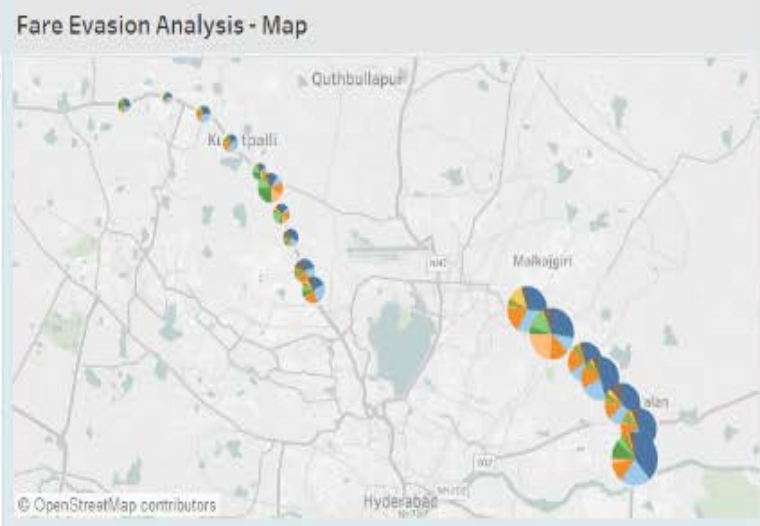 Fare Evasion Analysis - Map
Quthbullapur
Malkajgiri
Hyderabad
© OpenStreetMap contributors